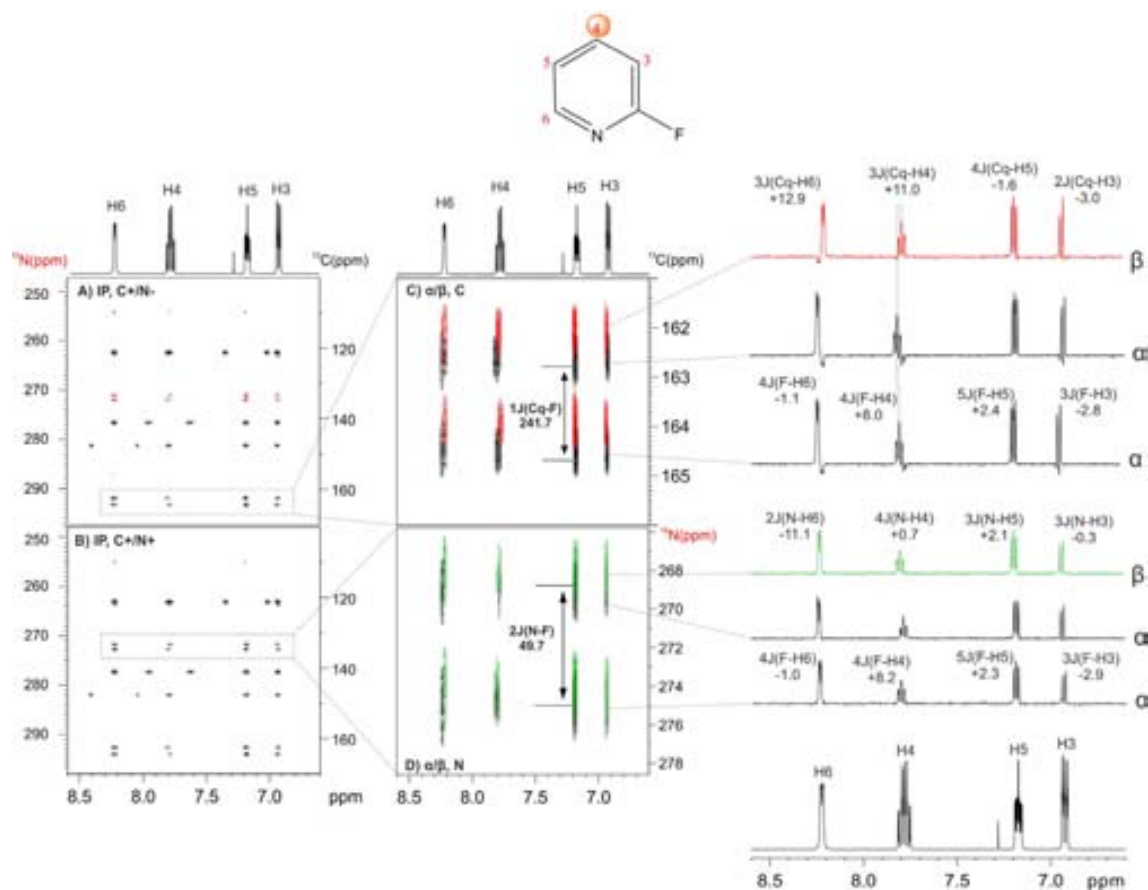 4
5
3
6
N
F
H6
H4
H5
H3
H6
H4
H5
H3
3J(Cq-H6)
+12.9
3J(Cq-H4)
+11.0
4J(Cq-H5)
-1.6
2J(Cq-H3)
-3.0
β
¹⁵N(ppm)
¹³C(ppm)
¹³C(ppm)
A) IP, C+/N-
250
260
270
280
290
120
140
160
C) α/β, C
162
163
164
165
1J(Cq-F)
241.7
α
4J(F-H6)
-1.1
4J(F-H4)
+8.0
5J(F-H5)
+2.4
3J(F-H3)
-2.8
α
B) IP, C+/N+
250
260
270
280
290
120
140
160
¹⁵N(ppm)
268
270
272
274
276
278
2J(N-F)
49.7
D) α/β, N
2J(N-H6)
-11.1
4J(N-H4)
+0.7
3J(N-H5)
+2.1
3J(N-H3)
-0.3
β
α
4J(F-H6)
-1.0
4J(F-H4)
+8.2
5J(F-H5)
+2.3
3J(F-H3)
-2.9
α
8.5 8.0 7.5 7.0 ppm
8.5 8.0 7.5 7.0
H6
H4
H5
H3
8.5 8.0 7.5 7.0 ppm